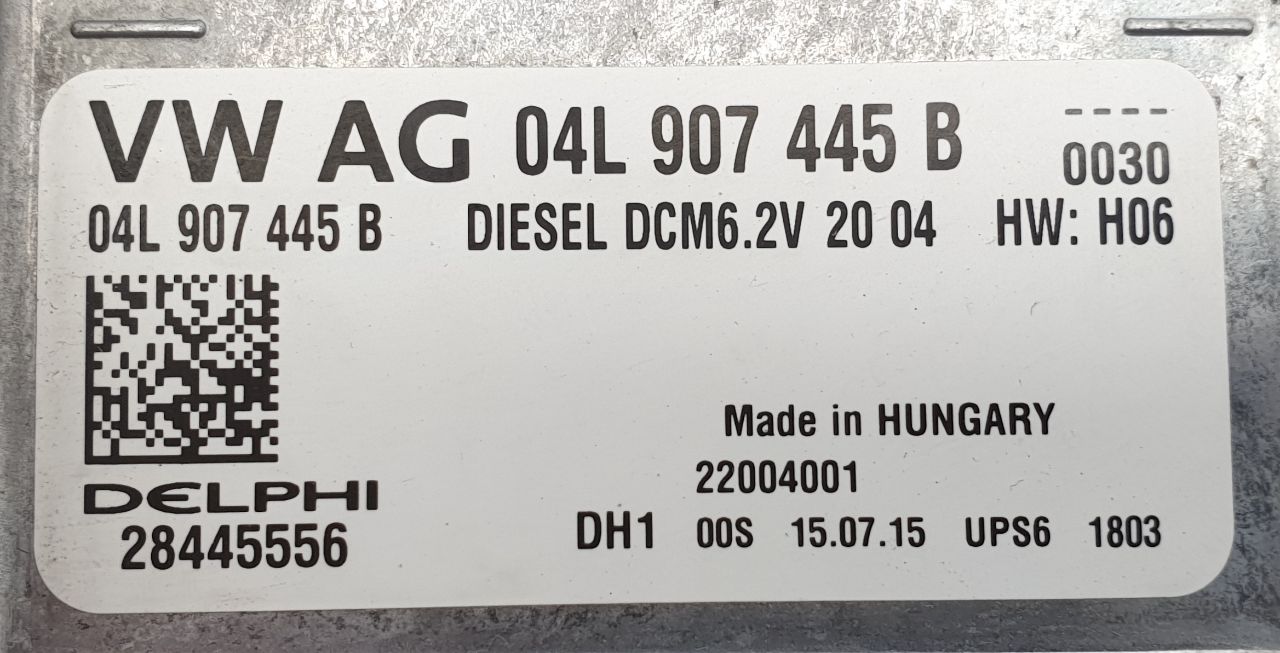 VW AG 04L 907 445 B ----
0030
04L 907 445 B DIESEL DCM6.2V 20 04 HW: H06
Made in HUNGARY
22004001
DELPHI
28445556
DH1 00S 15.07.15 UPS6 1803